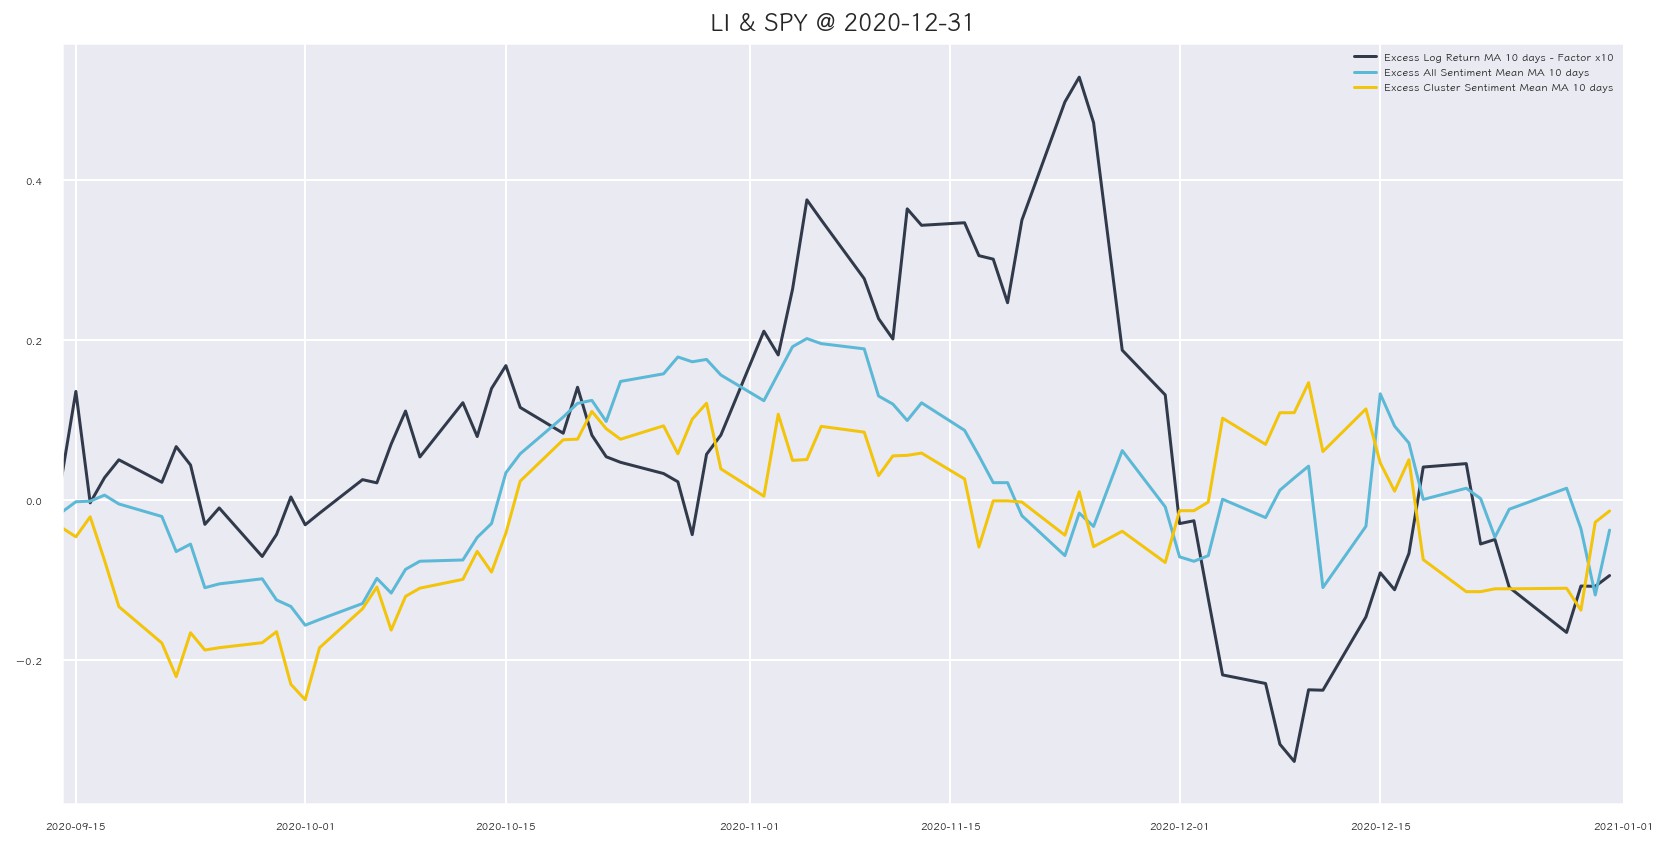 LI & SPY @ 2020-12-31
Excess Log Return MA 10 days - Factor x10
Excess All Sentiment Mean MA 10 days
Excess Cluster Sentiment Mean MA 10 days
0.4
0.2
0.0
−0.2
2020-09-15 2020-10-01 2020-10-15 2020-11-01 2020-11-15 2020-12-01 2020-12-15 2021-01-01